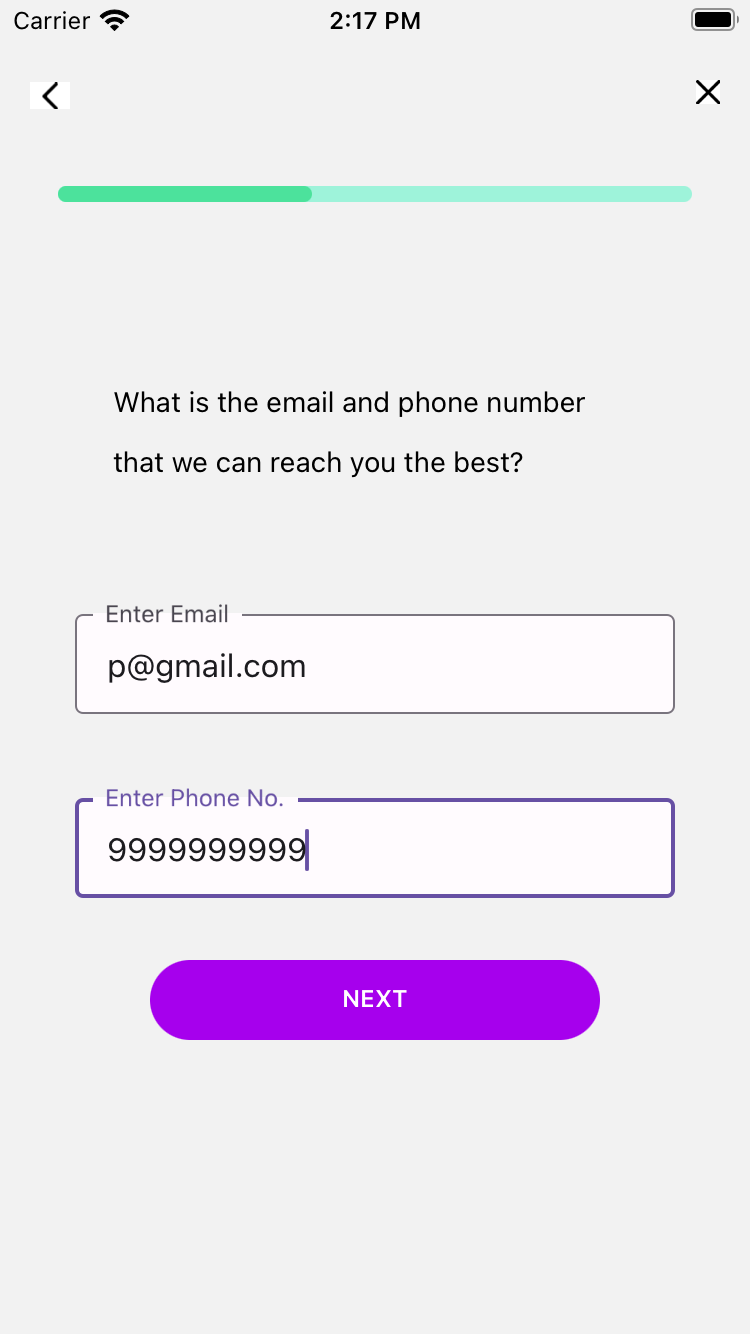 Carrier 2:17 PM
What is the email and phone number
that we can reach you the best?
Enter Email
p@gmail.com
Enter Phone No.
9999999999
NEXT